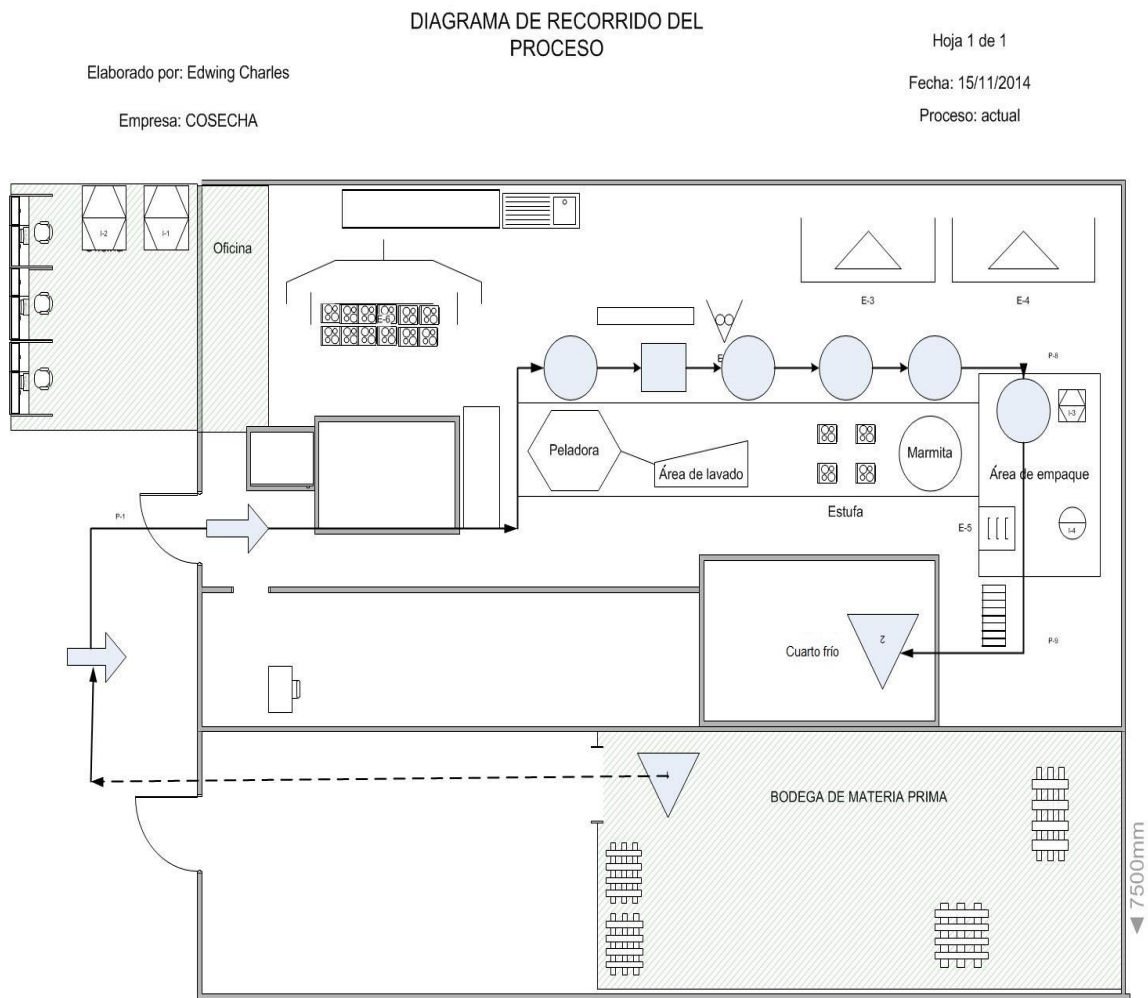 DIAGRAMA DE RECORRIDO DEL
PROCESO
Hoja 1 de 1
Elaborado por: Edwing Charles
Fecha: 15/11/2014
Empresa: COSECHA
Proceso: actual
I-2
I-1
Oficina
E-3
E-4
E-6
P-8
I-3
Peladora
Área de lavado
Marmita
Área de empaque
Estufa
P-1
E-5
I-4
2
Cuarto frío
P-9
1
BODEGA DE MATERIA PRIMA
7500mm